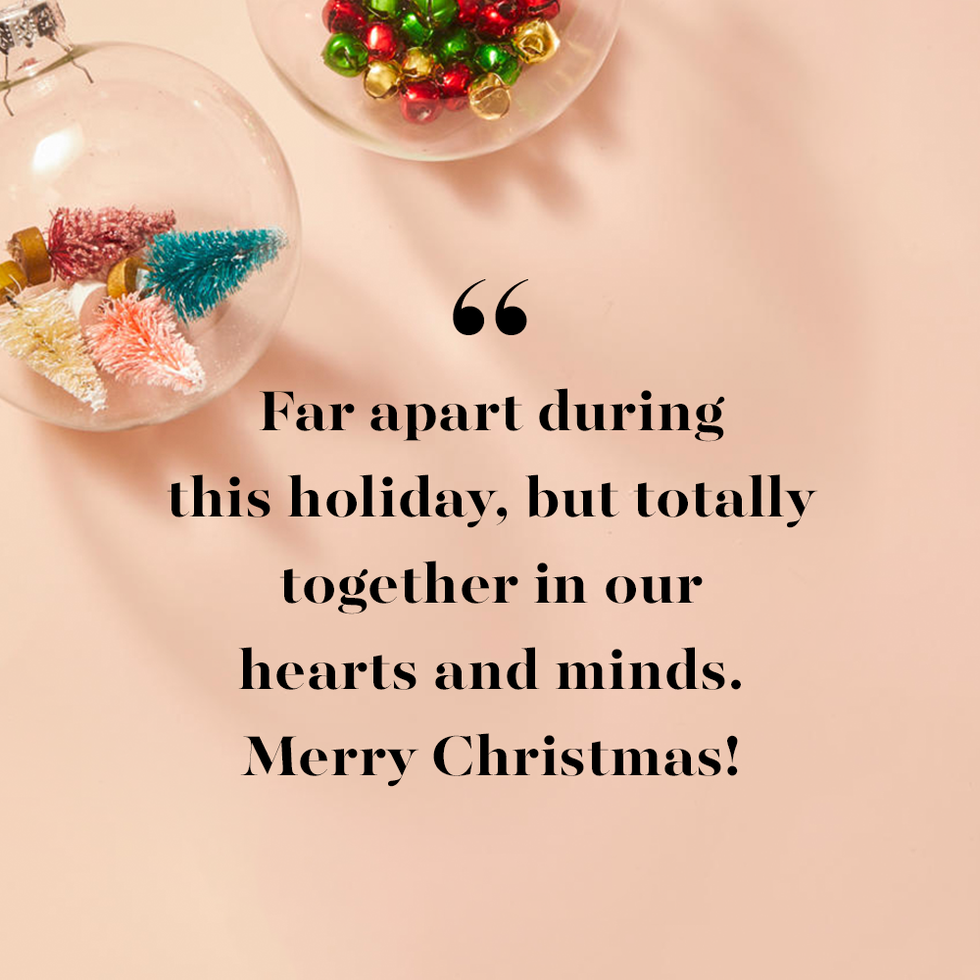 “
Far apart during
this holiday, but totally
together in our
hearts and minds.
Merry Christmas!